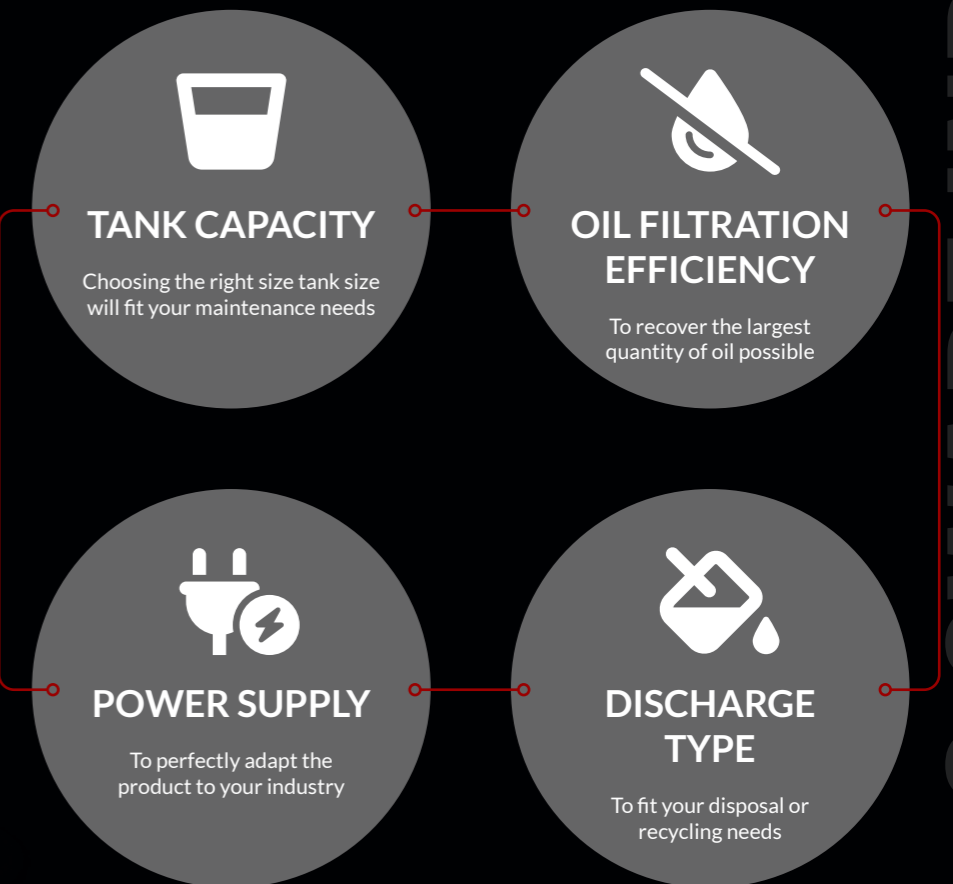 TANK CAPACITY
Choosing the right size tank size
will fit your maintenance needs
OIL FILTRATION
EFFICIENCY
To recover the largest
quantity of oil possible
POWER SUPPLY
To perfectly adapt the
product to your industry
DISCHARGE
TYPE
To fit your disposal or
recycling needs